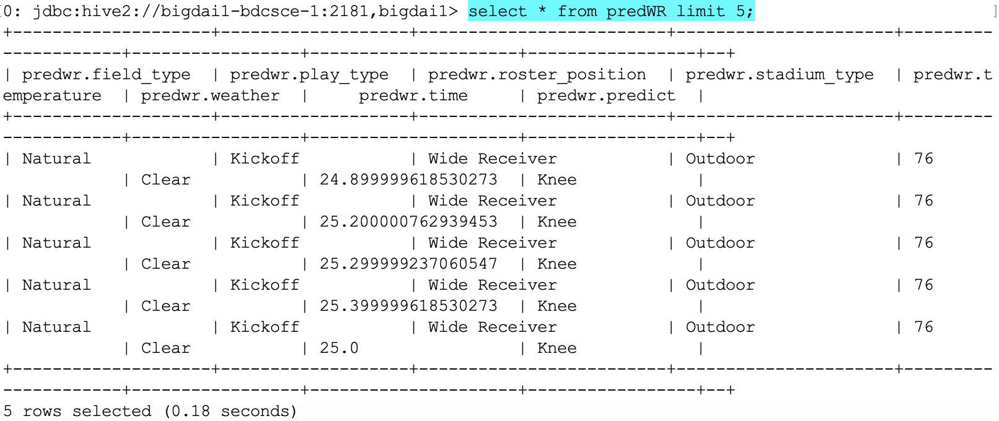 0: jdbc:hive2://bigdai1-bdcsce-1:2181,bigdai1> select * from predWR limit 5;
+--------------------+-------------------+-------------------------+----------------------+---------
------------+-----------------+---------------------+-----------------+--+
| predwr.field_type  | predwr.play_type  | predwr.roster_position  | predwr.stadium_type  | predwr.t
emperature  | predwr.weather  |     predwr.time     | predwr.predict  |
+--------------------+-------------------+-------------------------+----------------------+---------
------------+-----------------+---------------------+-----------------+--+
| Natural            | Kickoff           | Wide Receiver           | Outdoor              | 76
            | Clear           | 24.899999618530273  | Knee            |
| Natural            | Kickoff           | Wide Receiver           | Outdoor              | 76
            | Clear           | 25.200000762939453  | Knee            |
| Natural            | Kickoff           | Wide Receiver           | Outdoor              | 76
            | Clear           | 25.299999237060547  | Knee            |
| Natural            | Kickoff           | Wide Receiver           | Outdoor              | 76
            | Clear           | 25.399999618530273  | Knee            |
| Natural            | Kickoff           | Wide Receiver           | Outdoor              | 76
            | Clear           | 25.0                | Knee            |
+--------------------+-------------------+-------------------------+----------------------+---------
------------+-----------------+---------------------+-----------------+--+
5 rows selected (0.18 seconds)